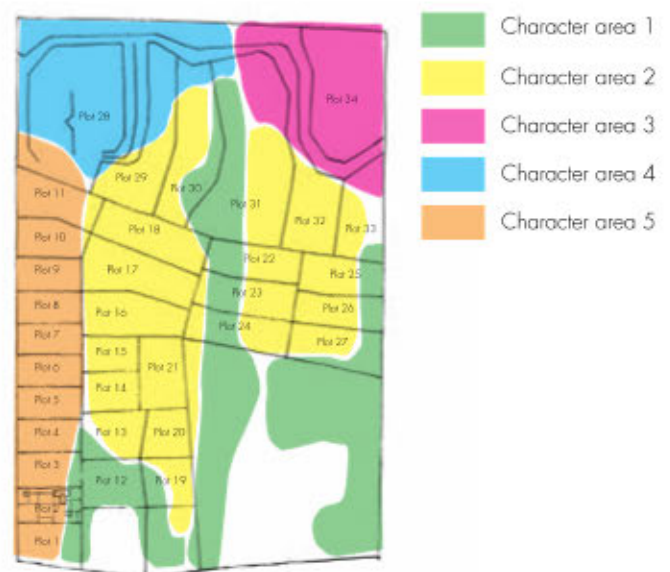 Character area 1
Character area 2
Character area 3
Character area 4
Character area 5
Plot 34
Plot 28
Plot 29
Plot 11
Plot 30
Plot 31
Plot 32
Plot 33
Plot 18
Plot 10
Plot 22
Plot 17
Plot 9
Plot 25
Plot 23
Plot 8
Plot 26
Plot 16
Plot 24
Plot 7
Plot 27
Plot 15
Plot 6
Plot 21
Plot 14
Plot 5
Plot 4
Plot 13
Plot 20
Plot 3
Plot 12
Plot 19
Plot 2
Plot 1